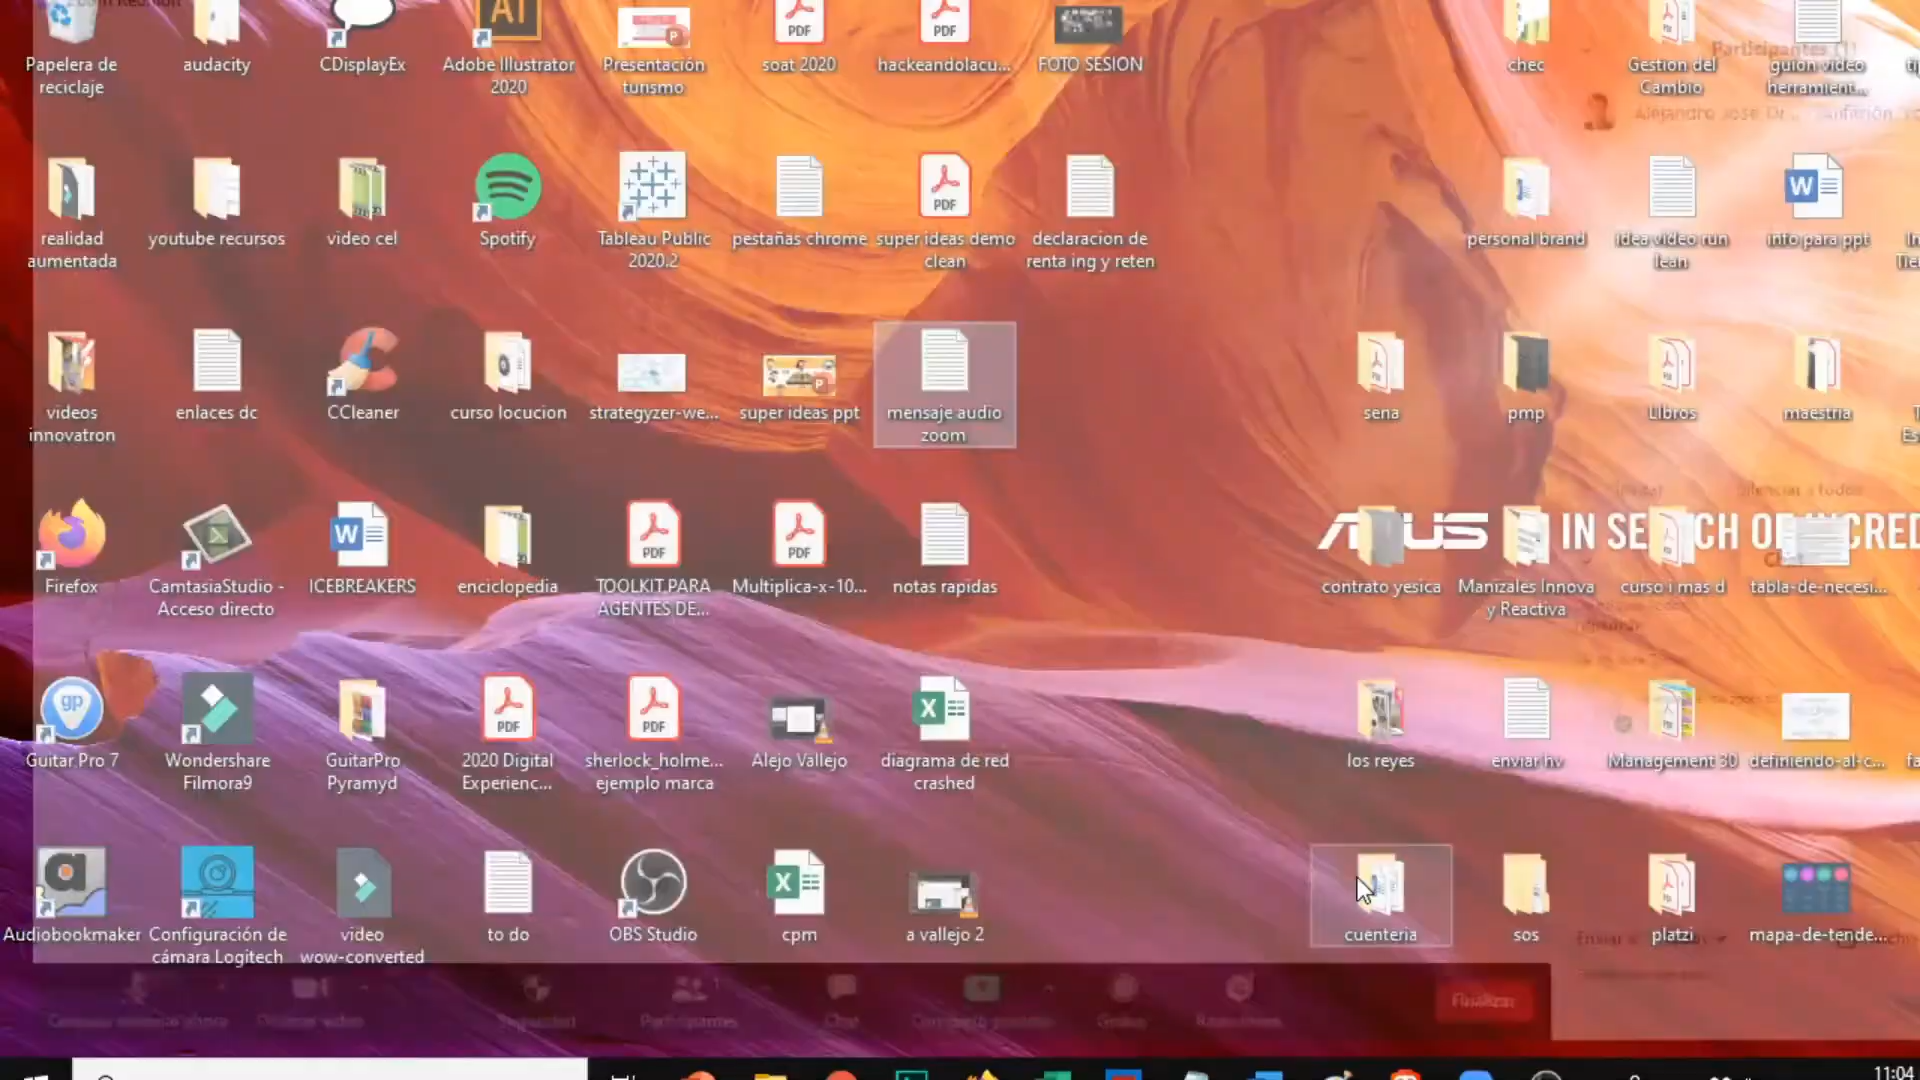 Papelera de
reciclaje
audacity
CDisplayEx
Adobe Illustrator
2020
Presentación
turismo
soat 2020
hackeandolacu...
FOTO SESION
chec
Gestion del
Cambio
guion video
herramient...
Participantes (1)
realidad
aumentada
youtube recursos
video cel
Spotify
Tableau Public
2020.2
pestañas chrome
super ideas demo
clean
declaracion de
renta ing y reten
personal brand
idea video run
lean
info para ppt
videos
innovatron
enlaces dc
CCleaner
curso locucion
strategyzer-we...
super ideas ppt
mensaje audio
zoom
sena
pmp
Libros
maestria
Firefox
CamtasiaStudio -
Acceso directo
ICEBREAKERS
enciclopedia
TOOLKIT PARA
AGENTES DE...
Multiplica-x-10...
notas rapidas
contrato yesica
Manizales Innova
y Reactiva
curso i mas d
tabla-de-necesi...
Guitar Pro 7
Wondershare
Filmora9
GuitarPro
Pyramyd
2020 Digital
Experienc...
sherlock_holme...
ejemplo marca
Alejo Vallejo
diagrama de red
crashed
los reyes
enviar hv
Management 30
definiendo-al-c...
Audiobookmaker
Configuración de
cámara Logitech
video
wow-converted
to do
OBS Studio
cpm
a vallejo 2
cuenteria
sos
platzi
mapa-de-tende...
Participantes
Chat
Finalizar
11:04